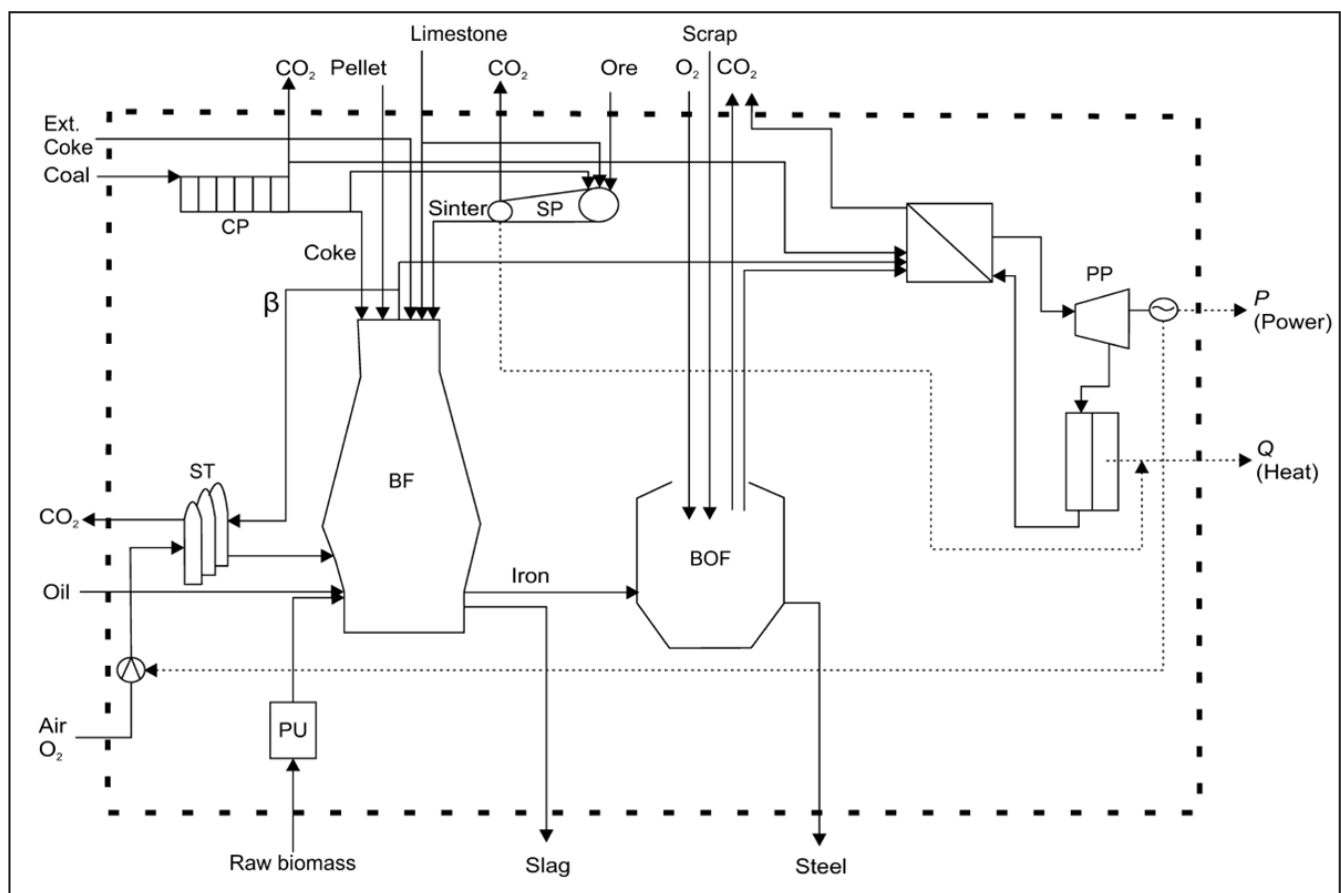 Limestone
Scrap
CO₂
Pellet
CO₂
Ore
O₂
CO₂
Ext.
Coke
Coal
CP
Sinter
SP
Coke
β
PP
P
(Power)
ST
BF
Q
(Heat)
CO₂
BOF
Oil
Iron
Air
O₂
PU
Raw biomass
Slag
Steel